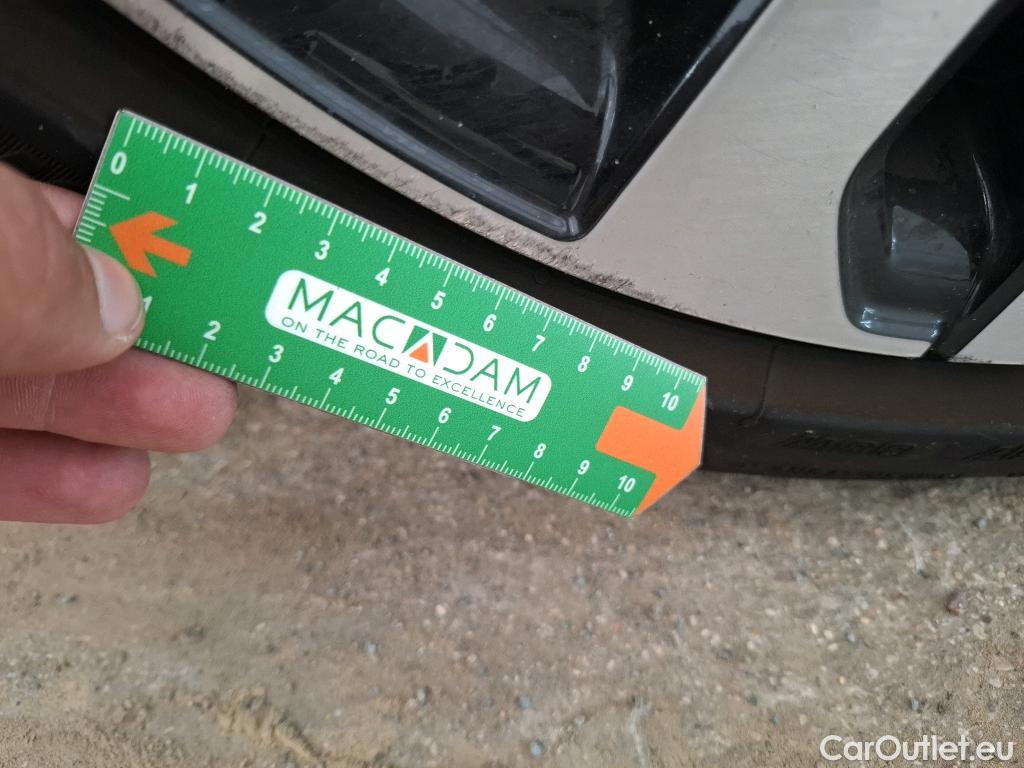 0 1 2 3 4 5 6 7 8 9 10
MACADAM
ON THE ROAD TO EXCELLENCE
1 2 3 4 5 6 7 8 9 10
CarOutlet.eu